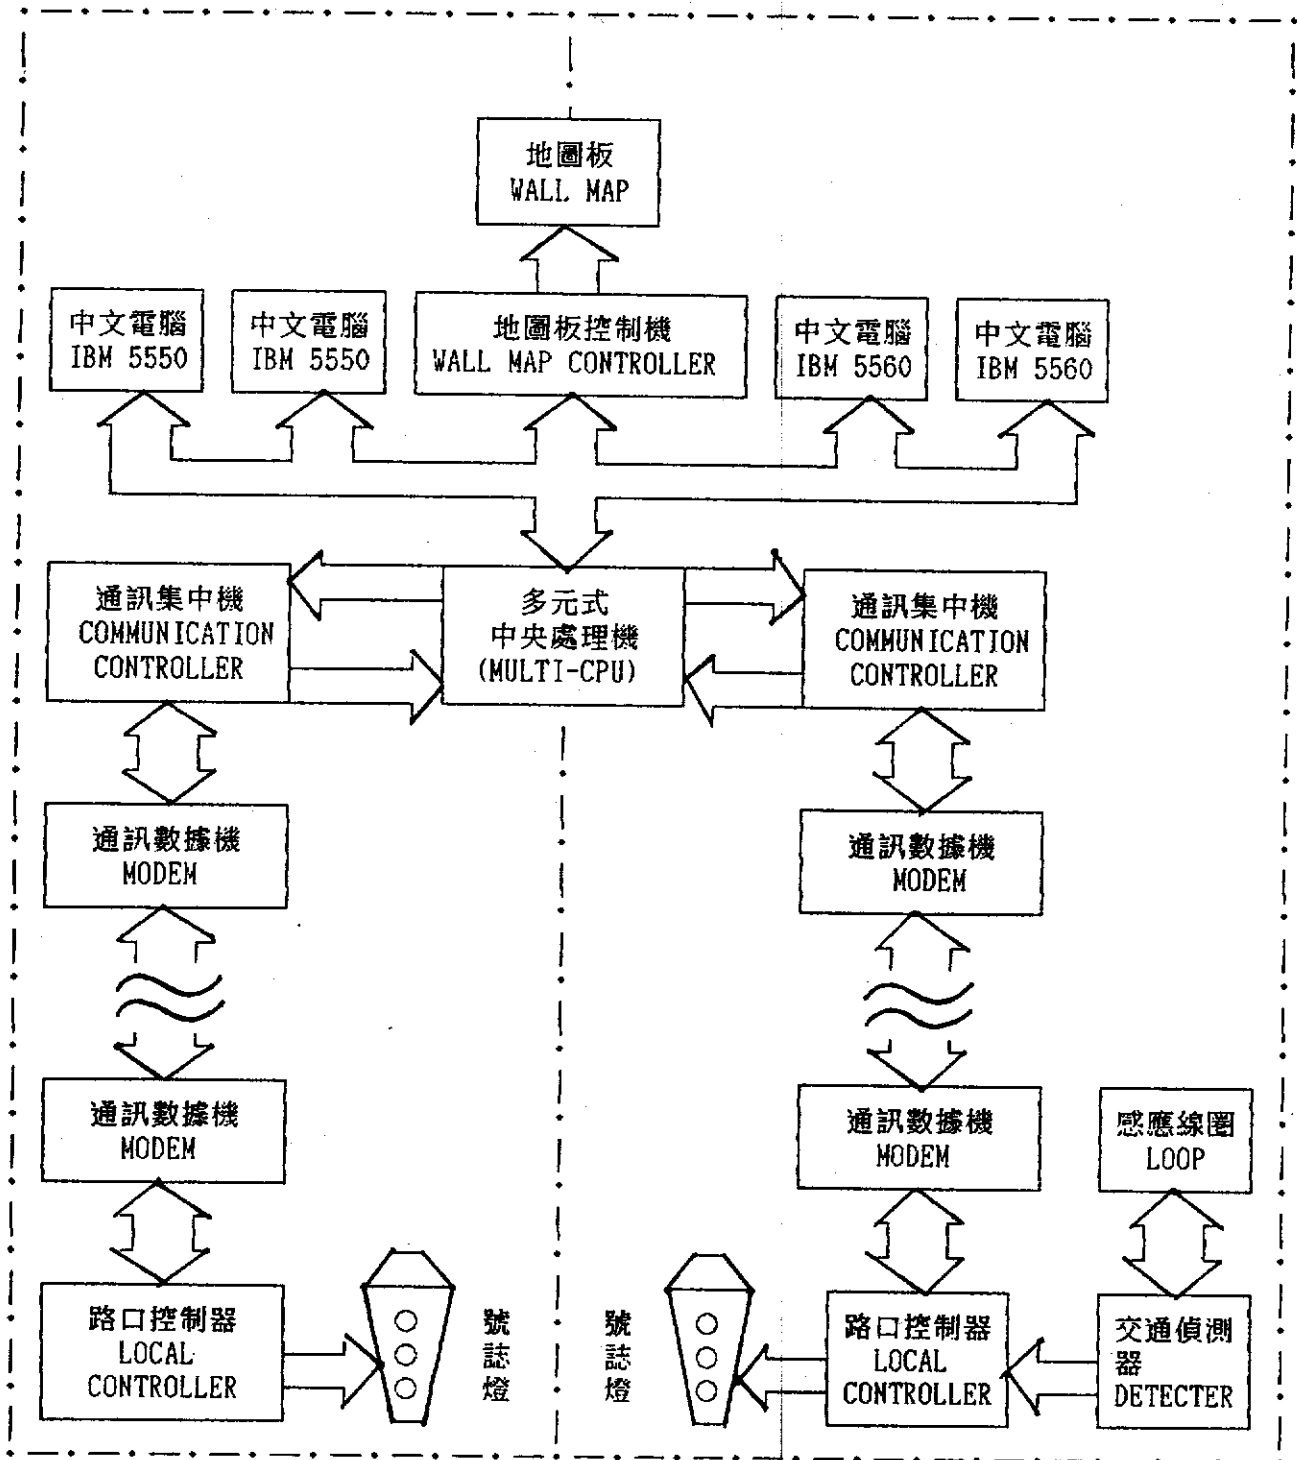 地圖板
WALL MAP
中文電腦
IBM 5550
中文電腦
IBM 5550
地圖板控制機
WALL MAP CONTROLLER
中文電腦
IBM 5560
中文電腦
IBM 5560
通訊集中機
COMMUNICATION
CONTROLLER
多元式
中央處理機
(MULTI-CPU)
通訊集中機
COMMUNICATION
CONTROLLER
通訊數據機
MODEM
通訊數據機
MODEM
通訊數據機
MODEM
通訊數據機
MODEM
感應線圈
LOOP
路口控制器
LOCAL
CONTROLLER
號誌燈
號誌燈
路口控制器
LOCAL
CONTROLLER
交通偵測
器
DETECTER